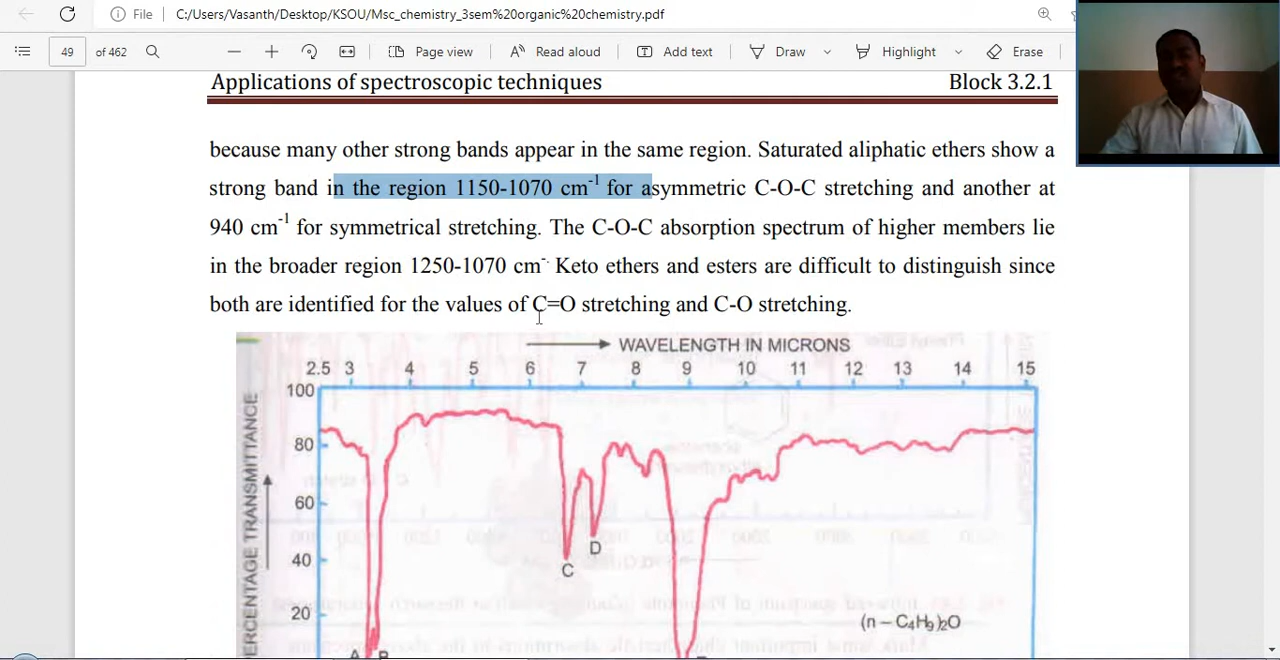 File C:/Users/Vasanth/Desktop/KSOU/Msc_chemistry_3sem%20organic%20chemistry.pdf
49 of 462 Page view A Read aloud T Add text Draw Highlight Erase
Applications of spectroscopic techniques Block 3.2.1
because many other strong bands appear in the same region. Saturated aliphatic ethers show a
strong band in the region 1150-1070 cm-1 for asymmetric C-O-C stretching and another at
940 cm-1 for symmetrical stretching. The C-O-C absorption spectrum of higher members lie
in the broader region 1250-1070 cm-. Keto ethers and esters are difficult to distinguish since
both are identified for the values of C=O stretching and C-O stretching.
WAVELENGTH IN MICRONS
2.5 3 4 5 6 7 8 9 10 11 12 13 14 15
100
80
60
40
20
PERCENTAGE TRANSMITTANCE
D
C
(n – C4H9)2O
A B